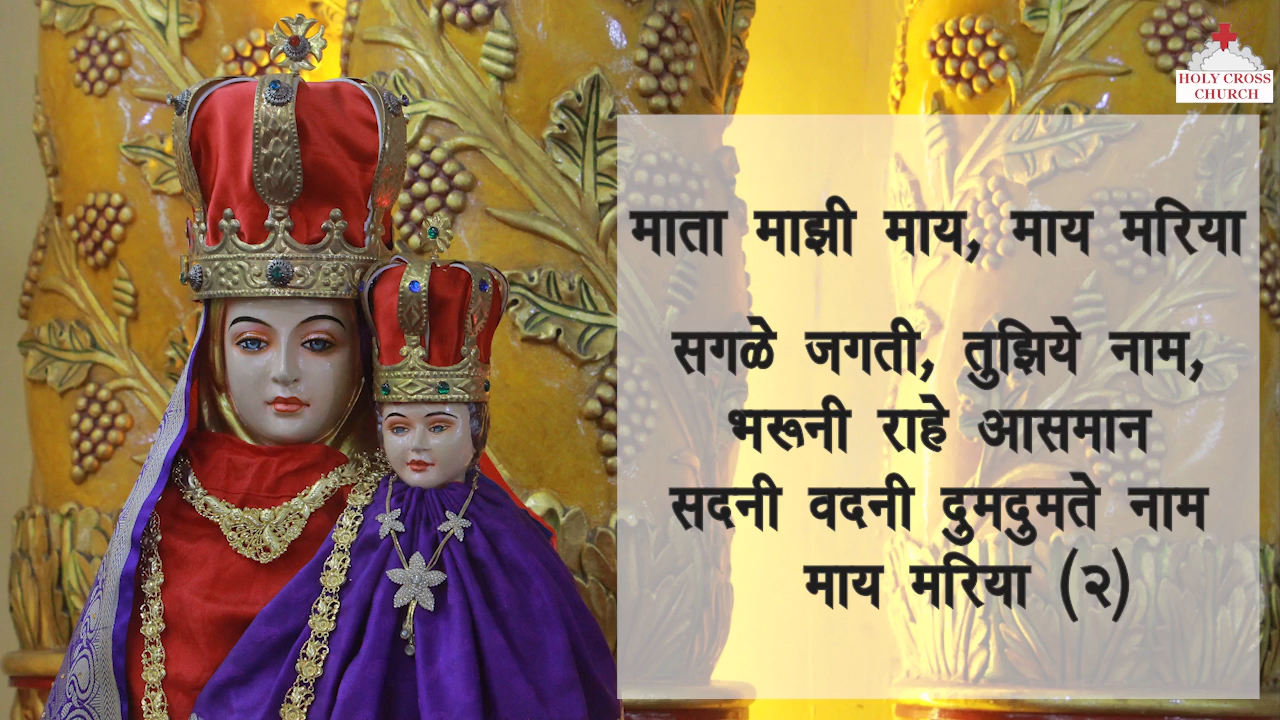 HOLY CROSS
CHURCH
माता माझी माय, माय मरिया
सगळे जगती, तुझिये नाम,
भरूनी राहे आसमान
सदनी वदनी दुमदुमते नाम
माय मरिया (२)